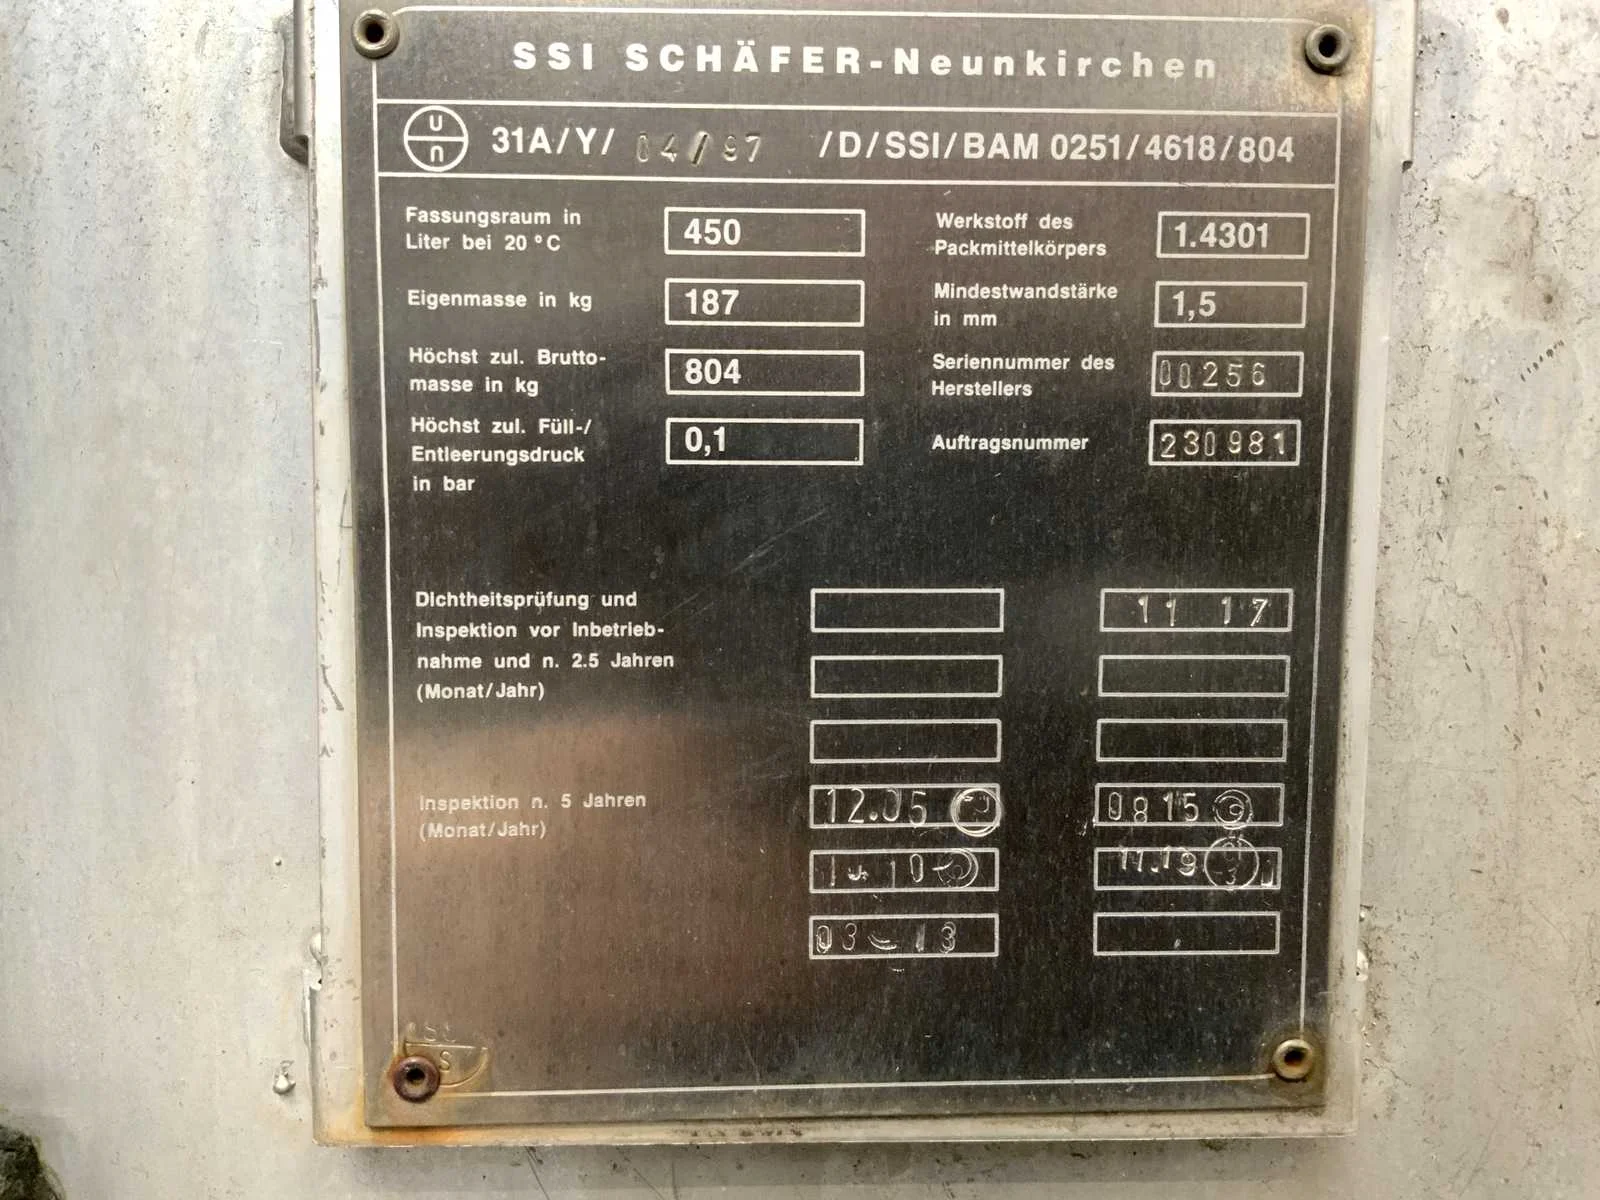 SSI SCHÄFER-Neunkirchen
u n 31A/Y/ 04/97 /D/SSI/BAM 0251/4618/804
Fassungsraum in
Liter bei 20 °C
450
Werkstoff des
Packmittelkörpers
1.4301
Eigenmasse in kg
187
Mindestwandstärke
in mm
1,5
Höchst zul. Brutto-
masse in kg
804
Seriennummer des
Herstellers
00256
Höchst zul. Füll-/
Entleerungsdruck
in bar
0,1
Auftragsnummer
230981
Dichtheitsprüfung und
Inspektion vor Inbetrieb-
nahme und n. 2.5 Jahren
(Monat/Jahr)
11 17
Inspektion n. 5 Jahren
(Monat/Jahr)
12.05
0815
10
11.19
03 13